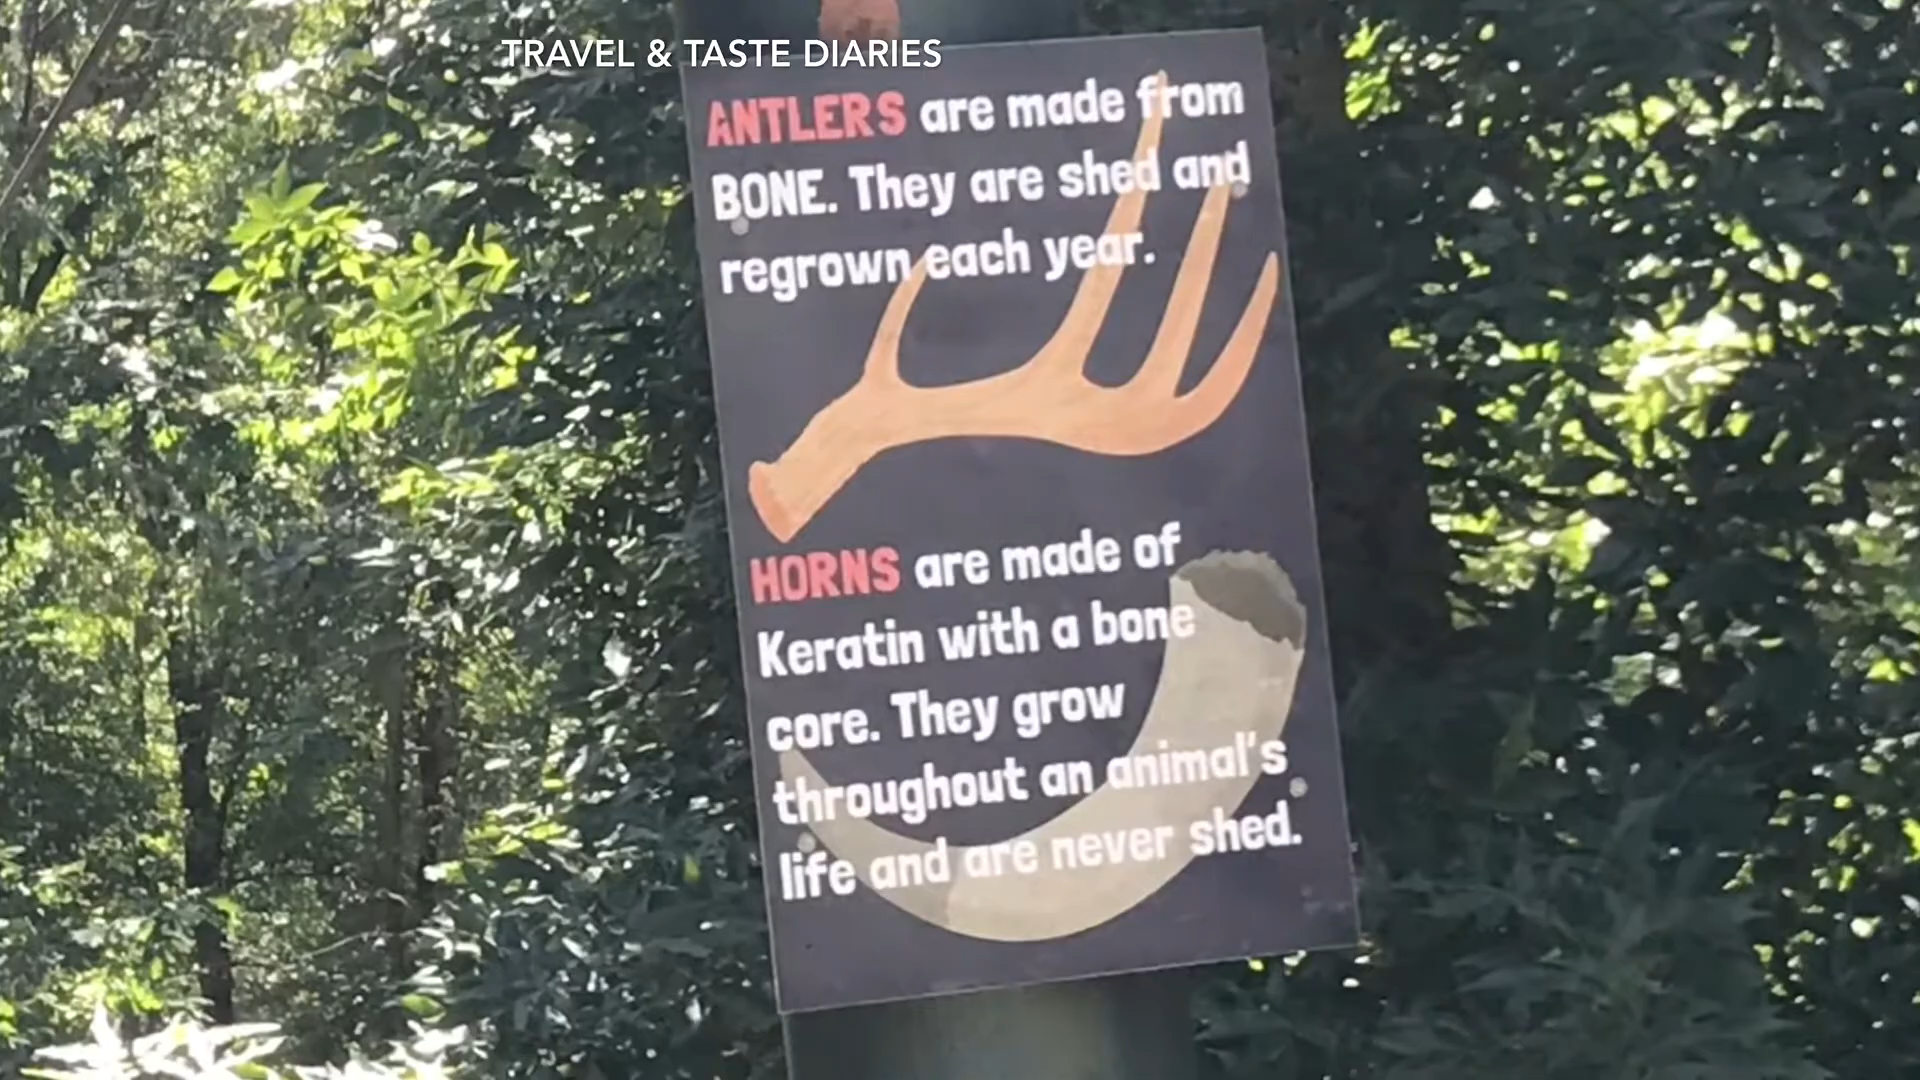 TRAVEL & TASTE DIARIES
ANTLERS are made from
BONE. They are shed and
regrown each year.
HORNS are made of
Keratin with a bone
core. They grow
throughout an animal's
life and are never shed.